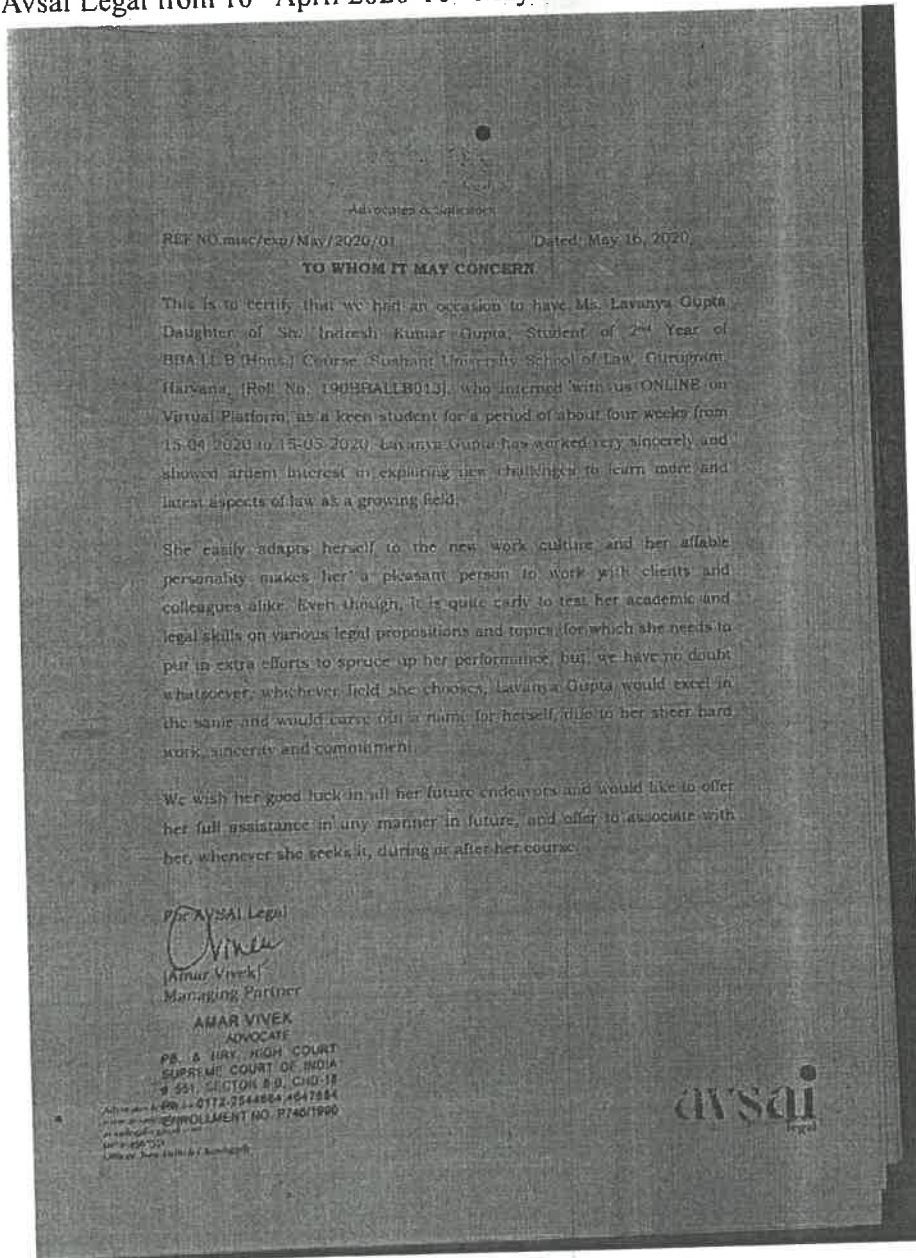 Avsai Legal from
April 2020
Advocates & Solicitors
REF NO.misc/exp/May/2020/01 Dated: May 16, 2020,
TO WHOM IT MAY CONCERN
This is to certify that we had an occasion to have Ms. Lavanya Gupta
Daughter of Sh. Indresh Kumar Gupta, Student of 2nd Year of
BBA.LL.B (Hons.) Course, Sushant University School of Law, Gurugram,
Haryana, [Roll No. 190BBALLB013], who interned with us ONLINE on
Virtual Platform, as a keen student for a period of about four weeks from
15-04-2020 to 15-05-2020. Lavanya Gupta has worked very sincerely and
showed ardent interest in exploring new challenges to learn more and
latest aspects of law as a growing field.
She easily adapts herself to the new work culture and her affable
personality makes her a pleasant person to work with clients and
colleagues alike. Even though, it is quite early to test her academic and
legal skills on various legal propositions and topics, for which she needs to
put in extra efforts to spruce up her performance, but, we have no doubt
whatsoever, whichever field she chooses, Lavanya Gupta would excel in
the same and would carve out a name for herself, due to her sheer hard
work, sincerity and commitment.
We wish her good luck in all her future endeavors and would like to offer
her full assistance in any manner in future, and offer to associate with
her, whenever she seeks it, during or after her course.
For AVSAI Legal
[Amar Vivek]
Managing Partner
AMAR VIVEK
ADVOCATE
PB. & HRY. HIGH COURT
SUPREME COURT OF INDIA
# 551, SECTOR 8-B, CHD-18
0172-2544664,4647884
ENROLLMENT NO. P740/1990
avsai
legal